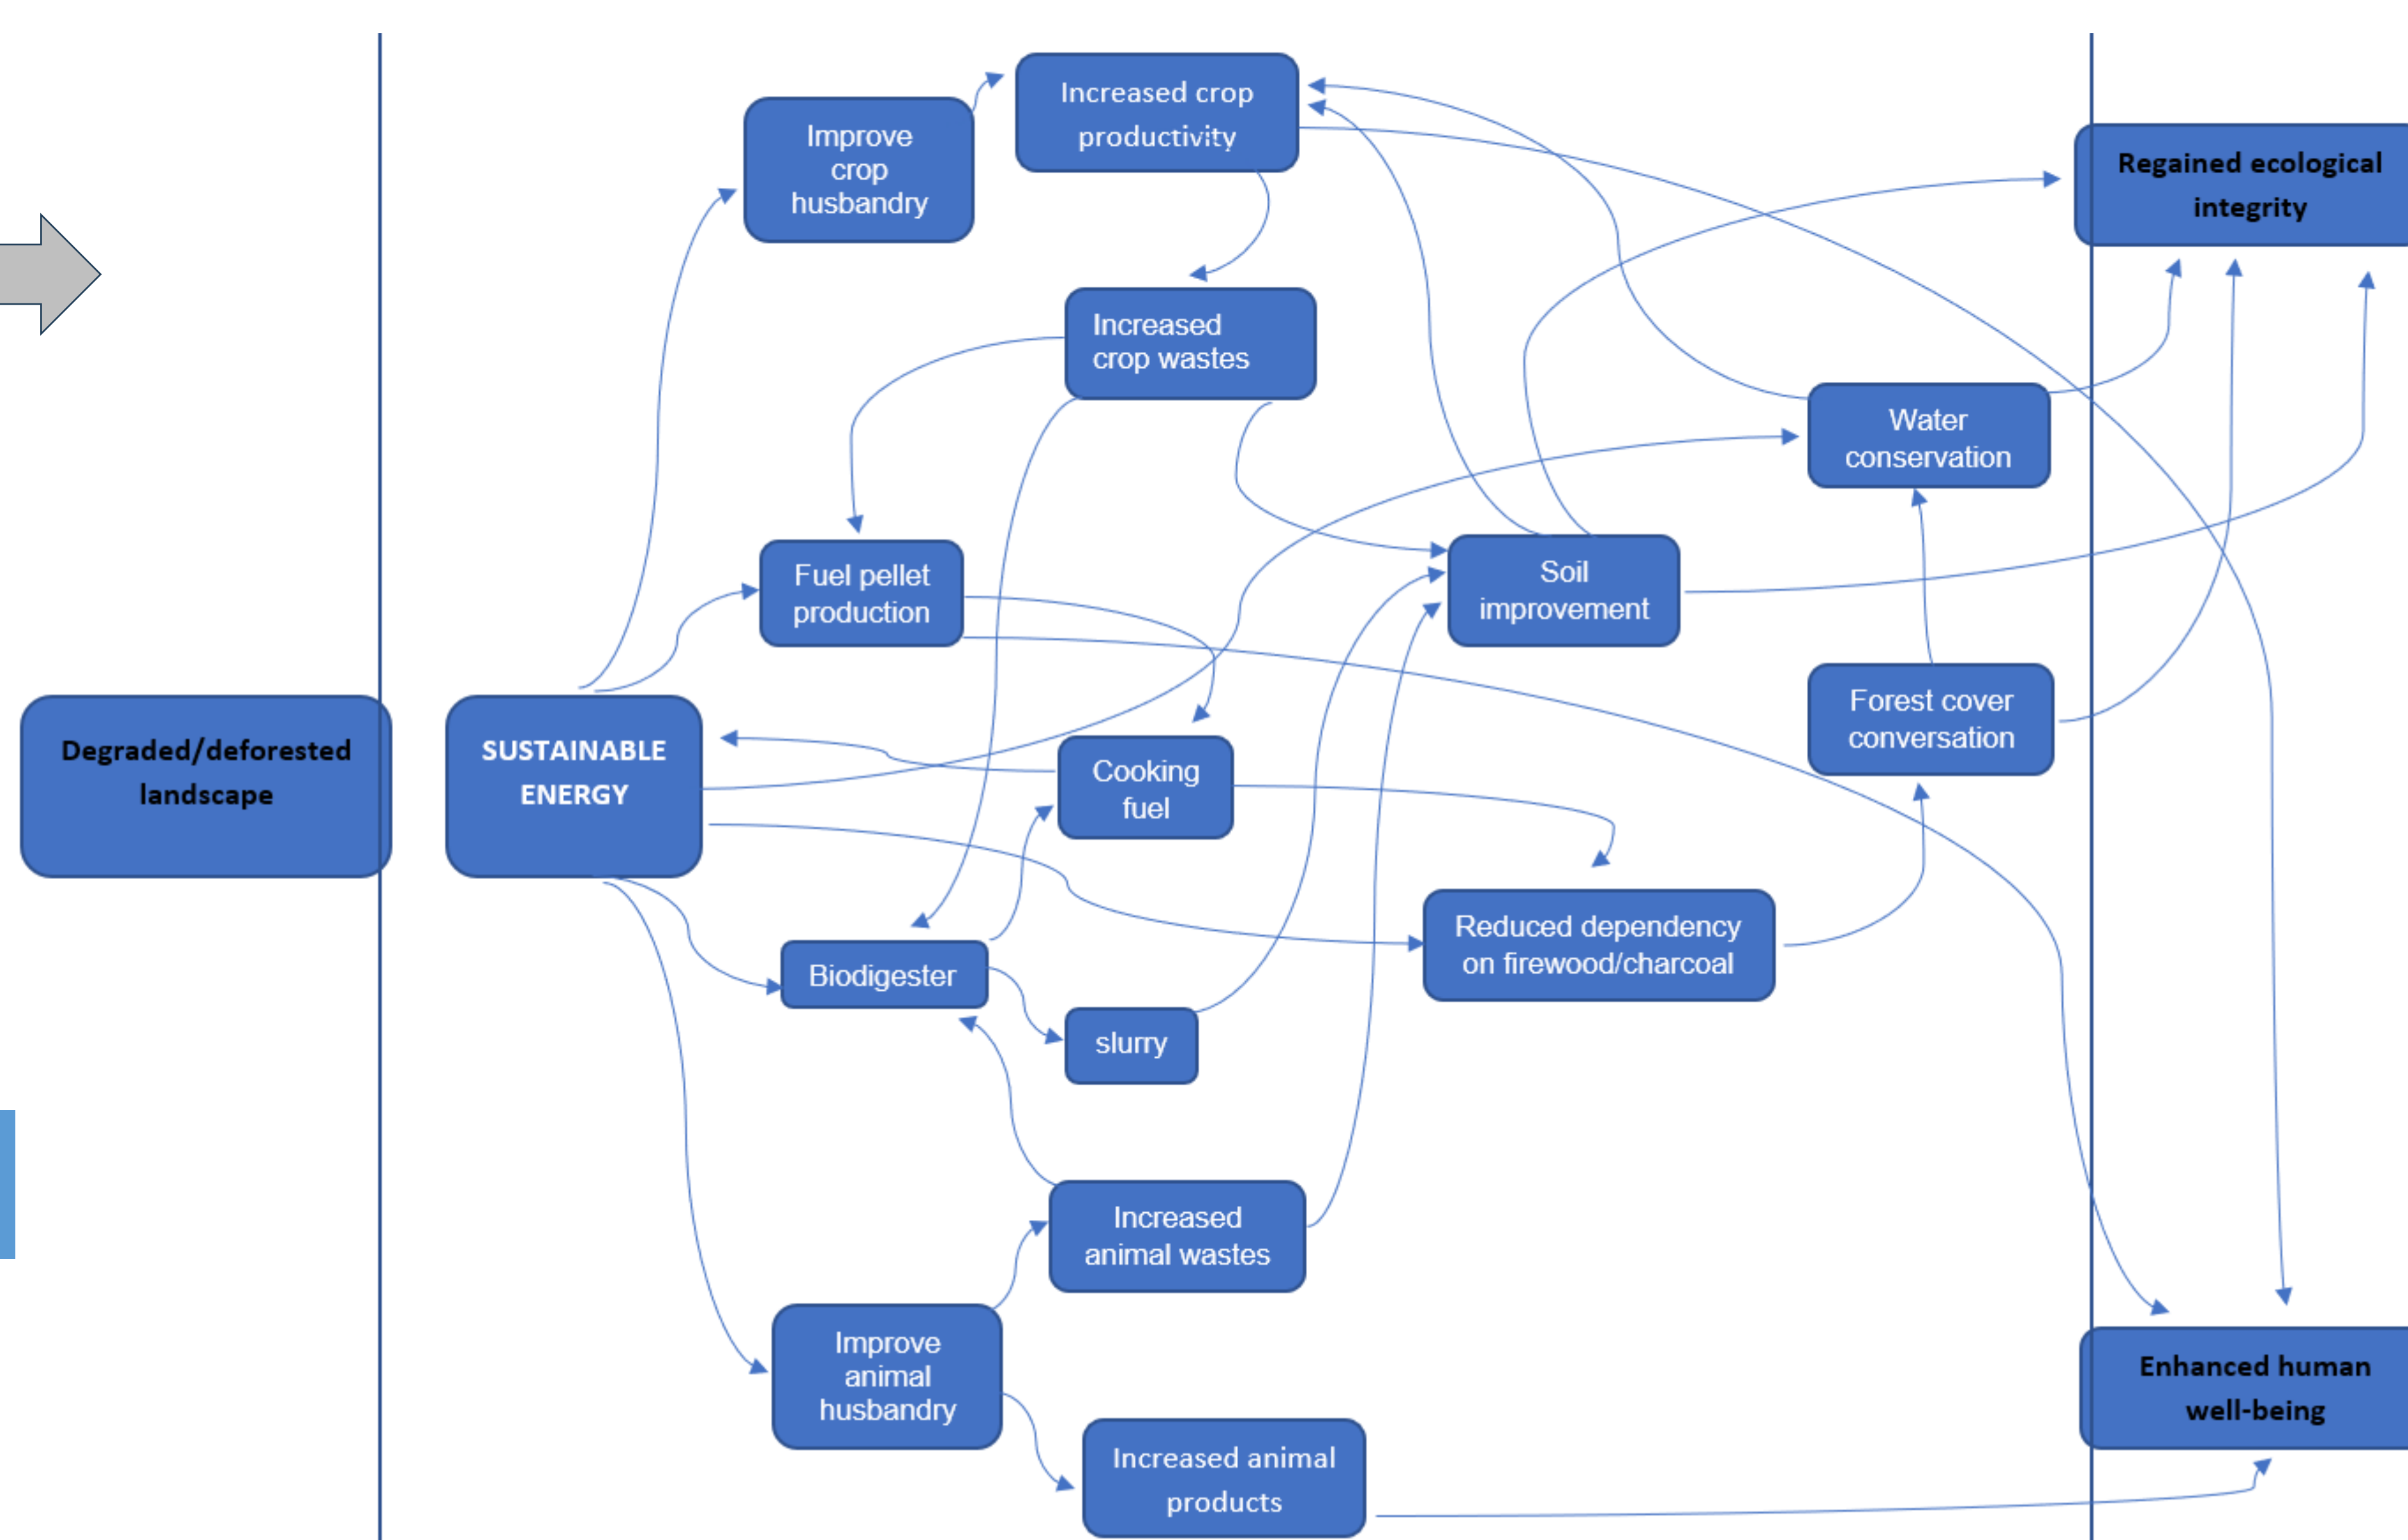 Degraded/deforested
landscape
SUSTAINABLE
ENERGY
Improve
crop
husbandry
Increased crop
productivity
Increased
crop wastes
Fuel pellet
production
Cooking
fuel
Biodigester
slurry
Increased
animal wastes
Improve
animal
husbandry
Increased animal
products
Soil
improvement
Reduced dependency
on firewood/charcoal
Water
conservation
Forest cover
conversation
Regained ecological
integrity
Enhanced human
well-being